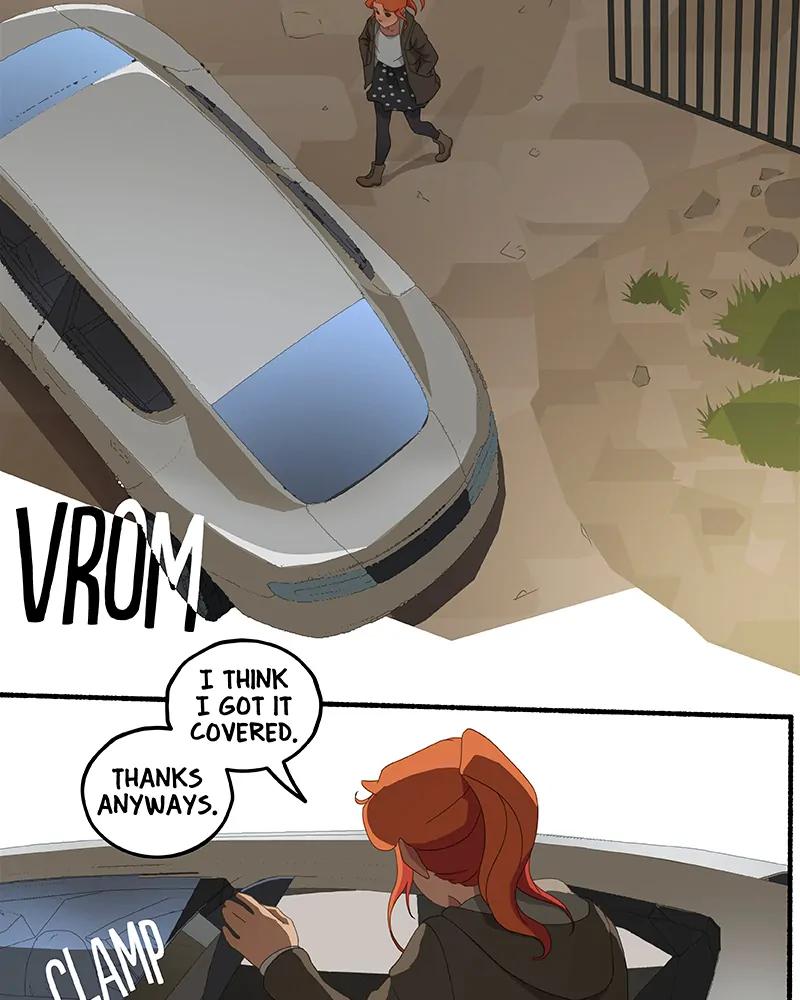 VROM
I THINK
I GOT IT
COVERED.
THANKS
ANYWAYS.
CLAMP